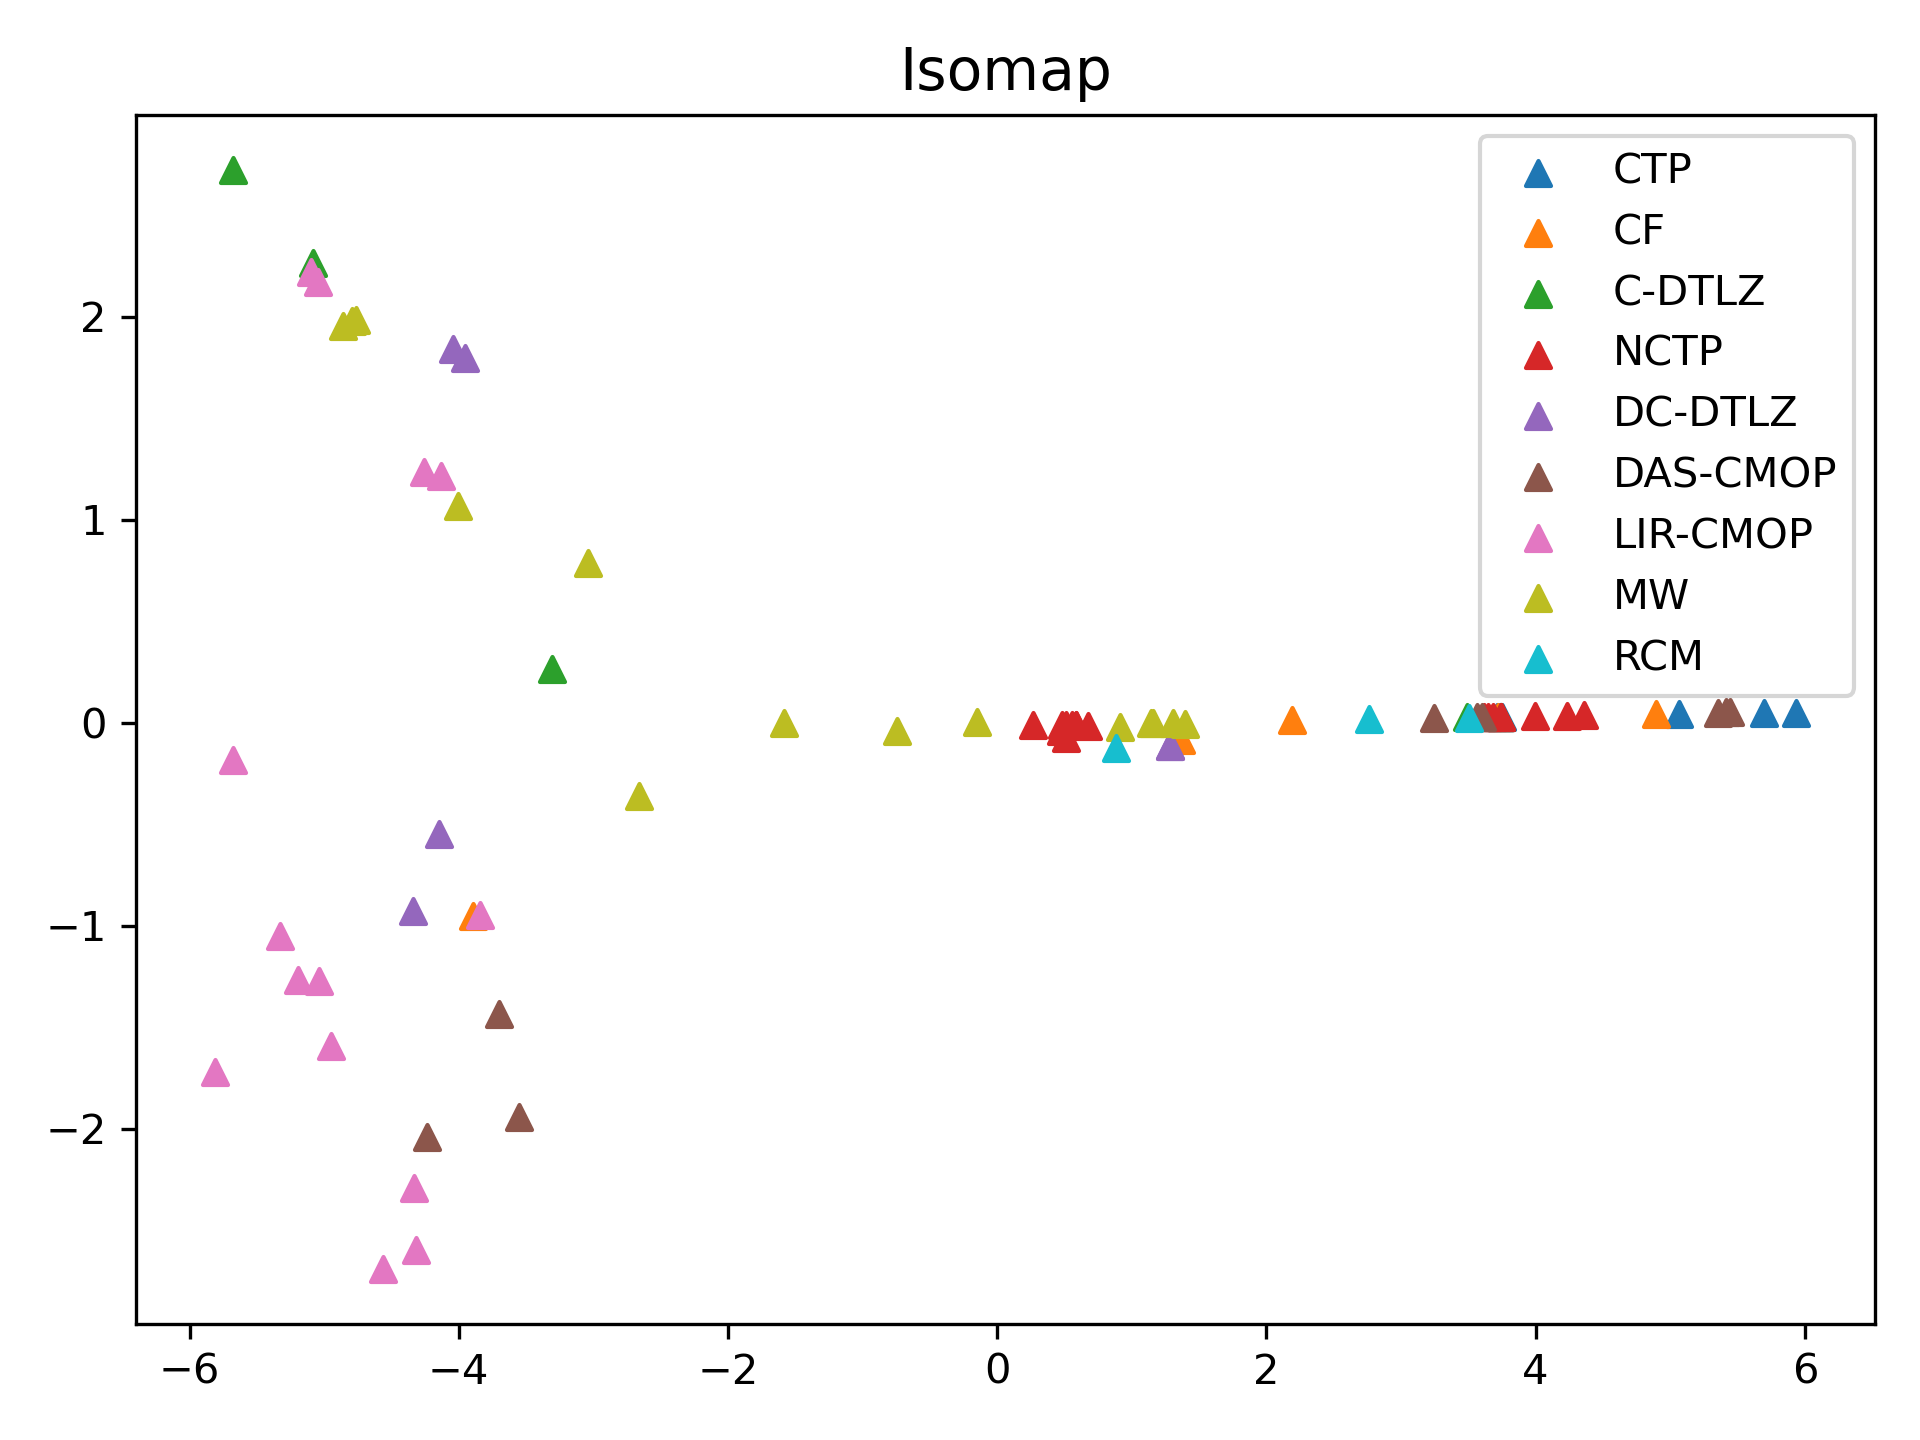 Isomap
CTP
CF
C-DTLZ
NCTP
DC-DTLZ
DAS-CMOP
LIR-CMOP
MW
RCM
2
1
0
−1
−2
−6 −4 −2 0 2 4 6